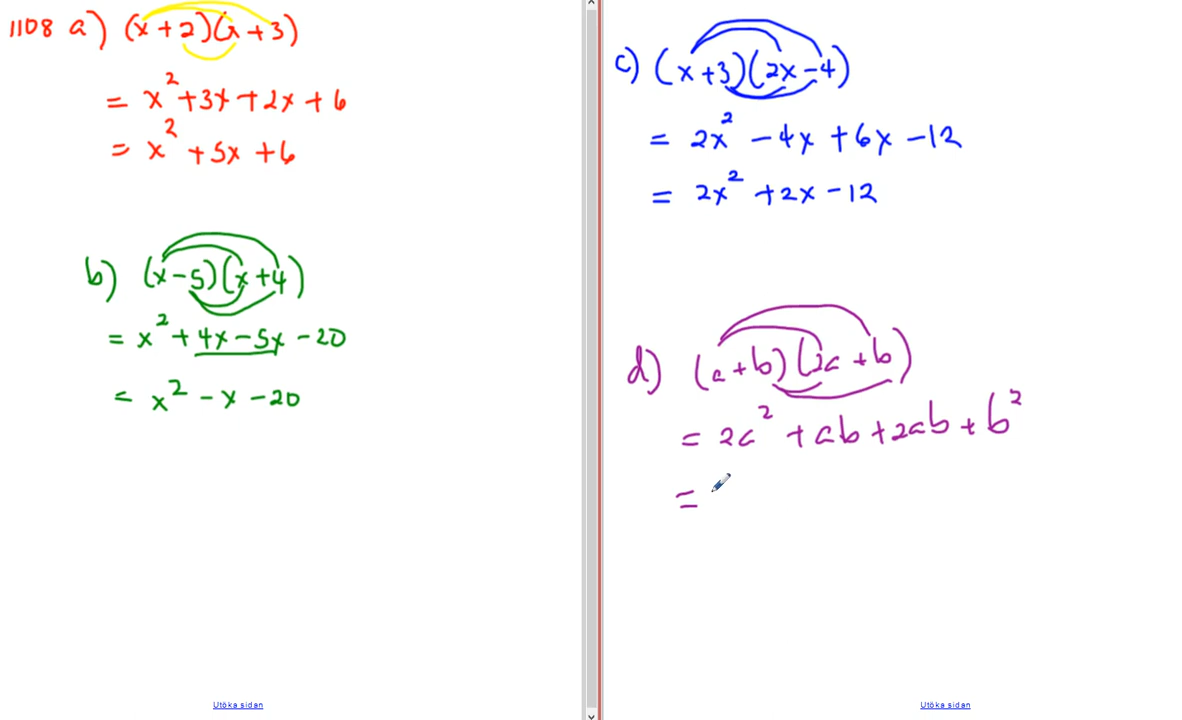 1108 a) (x + 2)(x + 3)
= x² + 3x + 2x + 6
= x² + 5x + 6
b) (x - 5)(x + 4)
= x² + 4x - 5x - 20
= x² - x - 20
Utöka sidan
c) (x + 3)(2x - 4)
= 2x² - 4x + 6x - 12
= 2x² + 2x - 12
d) (a + b)(2a + b)
= 2a² + ab + 2ab + b²
=
Utöka sidan